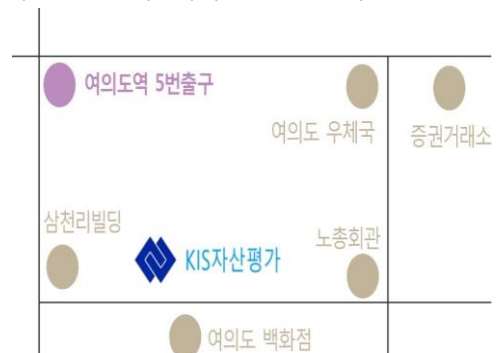 여의도역 5번출구
여의도 우체국
증권거래소
삼천리빌딩
KIS자산평가
노총회관
여의도 백화점